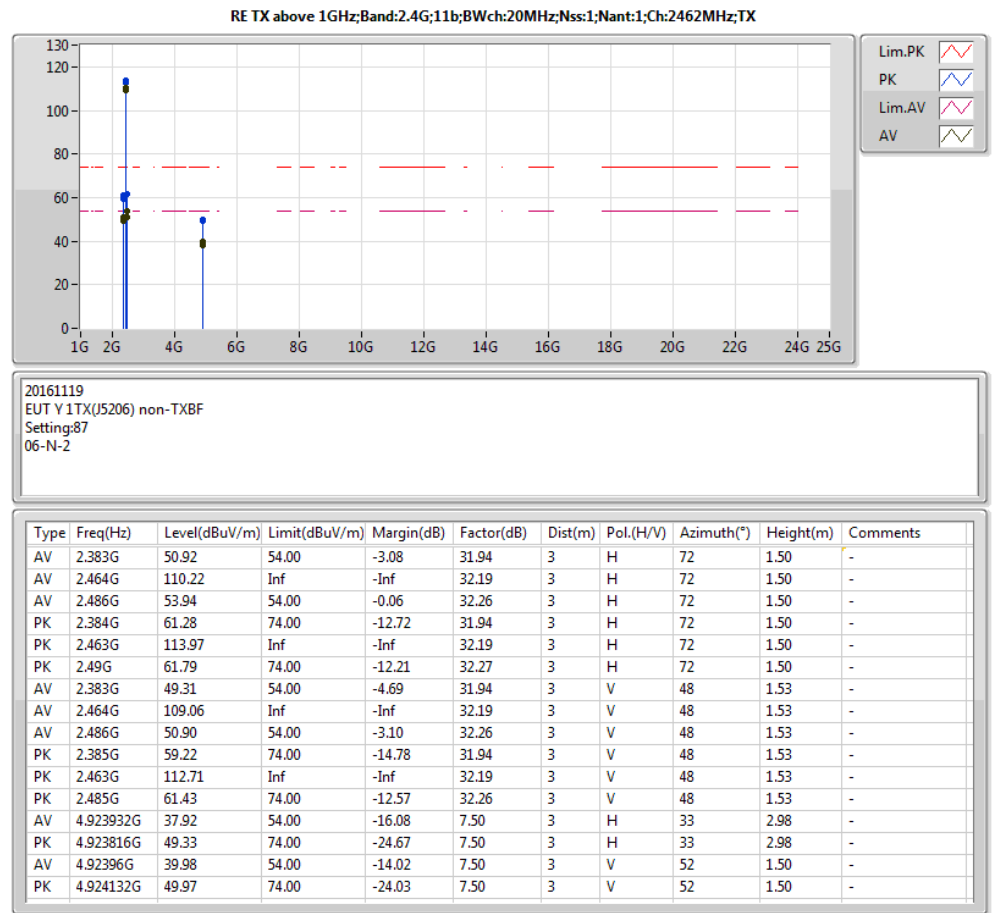 RE TX above 1GHz;Band:2.4G;11b;BWch:20MHz;Nss:1;Nant:1;Ch:2462MHz;TX
130
120
100
80
60
40
20
0
1G 2G 4G 6G 8G 10G 12G 14G 16G 18G 20G 22G 24G 25G
Lim.PK
PK
Lim.AV
AV
20161119
EUT Y 1TX(J5206) non-TXBF
Setting:87
06-N-2
Type Freq(Hz) Level(dBuV/m) Limit(dBuV/m) Margin(dB) Factor(dB) Dist(m) Pol.(H/V) Azimuth(°) Height(m) Comments
AV 2.383G 50.92 54.00 -3.08 31.94 3 H 72 1.50 -
AV 2.464G 110.22 Inf -Inf 32.19 3 H 72 1.50 -
AV 2.486G 53.94 54.00 -0.06 32.26 3 H 72 1.50 -
PK 2.384G 61.28 74.00 -12.72 31.94 3 H 72 1.50 -
PK 2.463G 113.97 Inf -Inf 32.19 3 H 72 1.50 -
PK 2.49G 61.79 74.00 -12.21 32.27 3 H 72 1.50 -
AV 2.383G 49.31 54.00 -4.69 31.94 3 V 48 1.53 -
AV 2.464G 109.06 Inf -Inf 32.19 3 V 48 1.53 -
AV 2.486G 50.90 54.00 -3.10 32.26 3 V 48 1.53 -
PK 2.385G 59.22 74.00 -14.78 31.94 3 V 48 1.53 -
PK 2.463G 112.71 Inf -Inf 32.19 3 V 48 1.53 -
PK 2.485G 61.43 74.00 -12.57 32.26 3 V 48 1.53 -
AV 4.923932G 37.92 54.00 -16.08 7.50 3 H 33 2.98 -
PK 4.923816G 49.33 74.00 -24.67 7.50 3 H 33 2.98 -
AV 4.92396G 39.98 54.00 -14.02 7.50 3 V 52 1.50 -
PK 4.924132G 49.97 74.00 -24.03 7.50 3 V 52 1.50 -